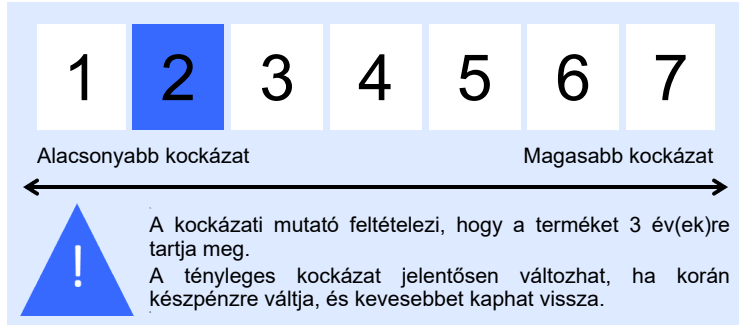 1 2 3 4 5 6 7
Alacsonyabb kockázat Magasabb kockázat
!
A kockázati mutató feltételezi, hogy a terméket 3 év(ek)re
tartja meg.
A tényleges kockázat jelentősen változhat, ha korán
készpénzre váltja, és kevesebbet kaphat vissza.